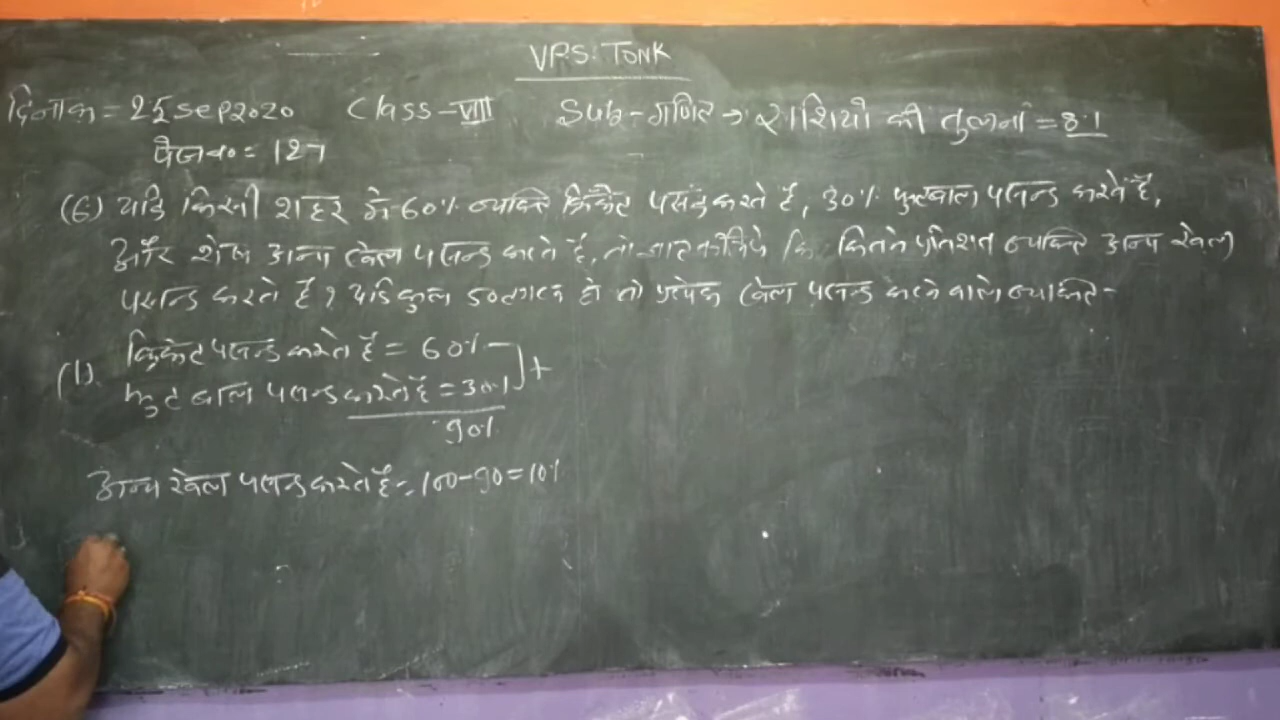 VPS: TONK
दिनांक = 25 Sep 2020 Class - VIII Sub - गणित → राशियों की तुलना = 8.1
पेज न० = 127
(6) यदि किसी शहर में 60% व्यक्ति क्रिकेट पसंद करते हैं, 30% फुटबाल पसन्द करते हैं,
और शेष अन्य खेल पसन्द करते हैं, तो ज्ञात कीजिये कि कितने प्रतिशत व्यक्ति अन्य खेल
पसन्द करते हैं ? यदि कुल 50 लाख हो तो प्रत्येक खेल पसन्द करने वाले व्यक्ति -
(1). क्रिकेट पसन्द करते हैं = 60%
फुटबाल पसन्द करते हैं = 30% +
90%
अन्य खेल पसन्द करते हैं - 100-90=10%